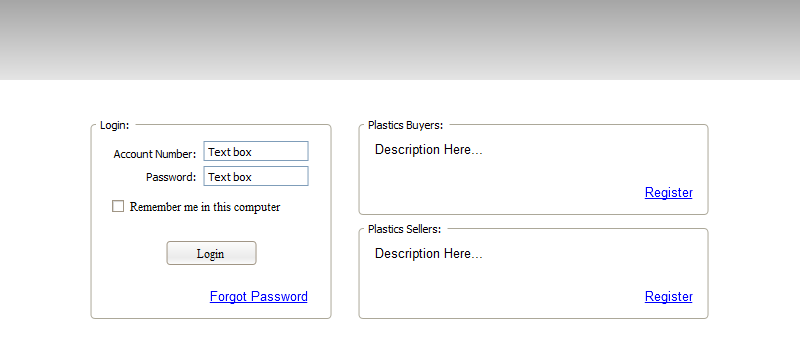 Login:
Account Number: Text box
Password: Text box
Remember me in this computer
Login
Forgot Password
Plastics Buyers:
Description Here...
Register
Plastics Sellers:
Description Here...
Register